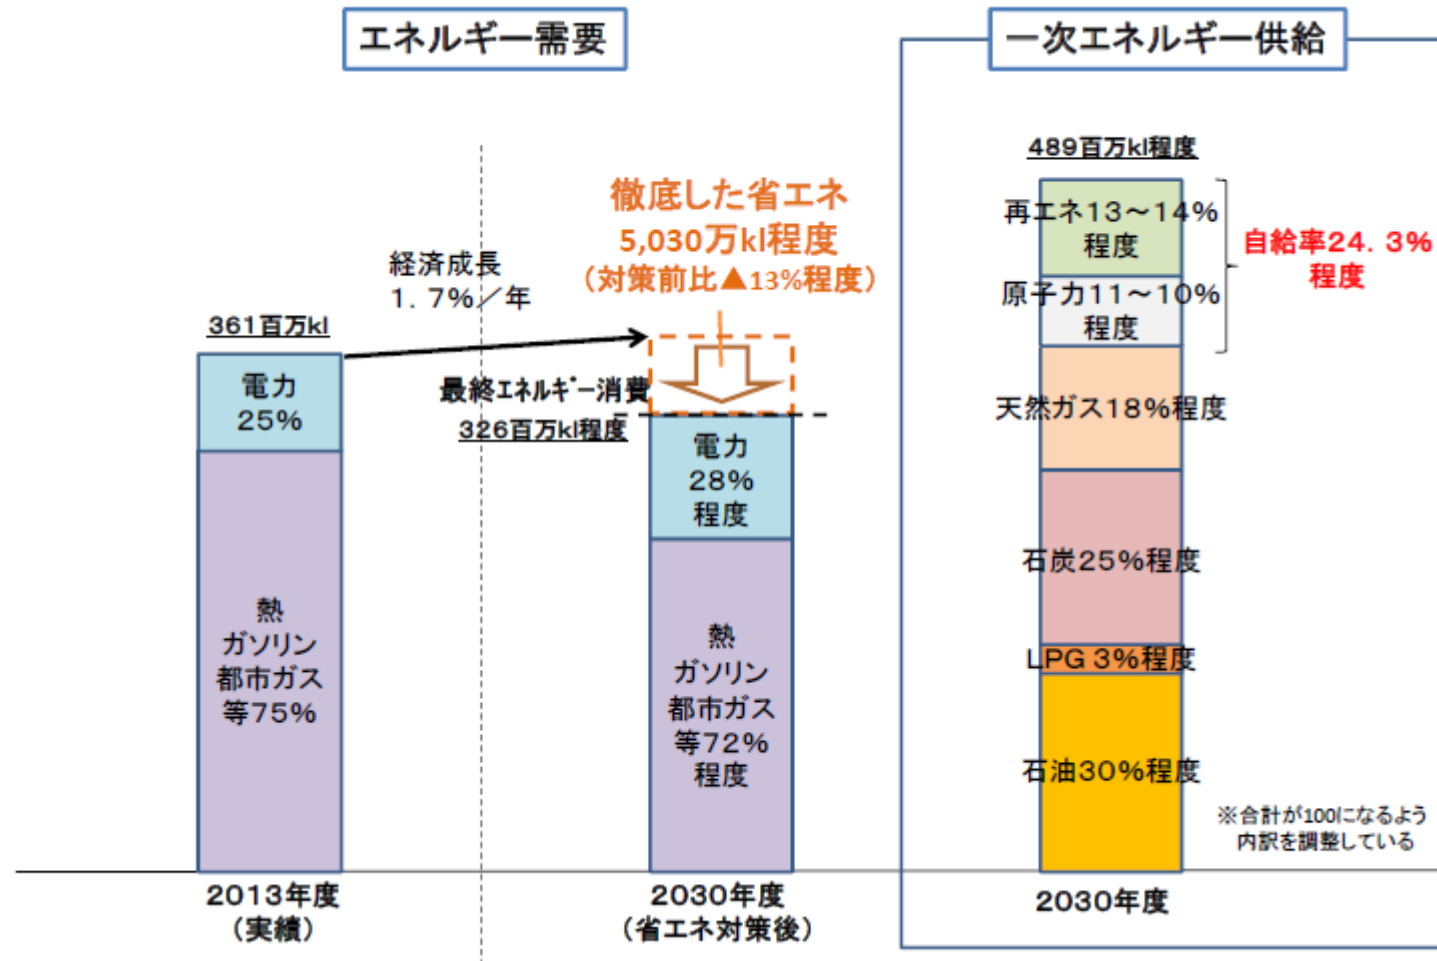 エネルギー需要
一次エネルギー供給
361百万kl
電力
25%
熱
ガソリン
都市ガス
等75%
2013年度
(実績)
経済成長
1．7%／年
徹底した省エネ
5,030万kl程度
(対策前比▲13%程度)
最終エネルギー消費
326百万kl程度
電力
28%
程度
熱
ガソリン
都市ガス
等72%
程度
2030年度
(省エネ対策後)
489百万kl程度
再エネ13～14%
程度
原子力11～10%
程度
天然ガス18%程度
石炭25%程度
LPG 3%程度
石油30%程度
自給率24．3%
程度
※合計が100になるよう
内訳を調整している
2030年度